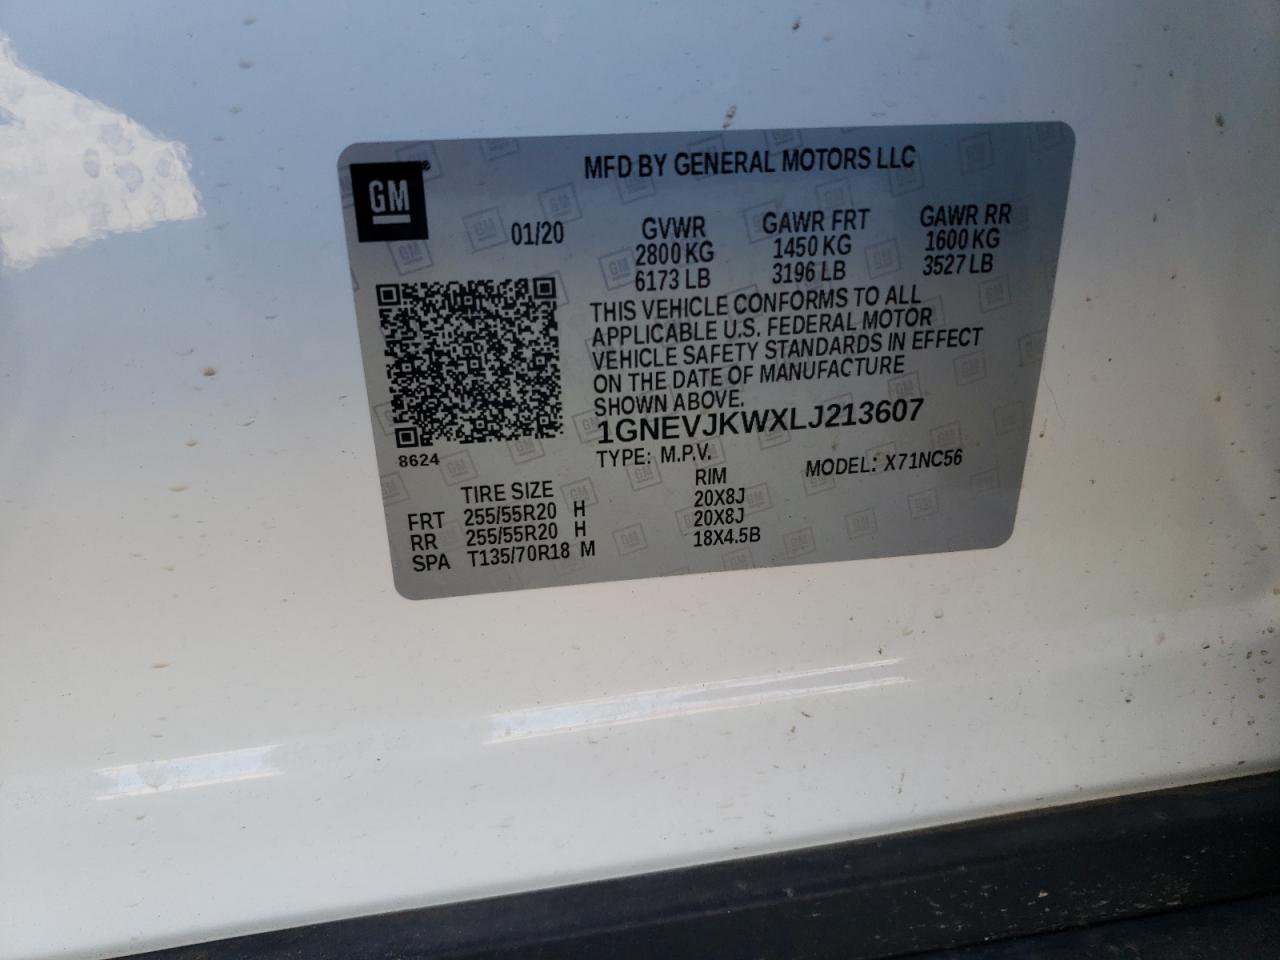 GM
MFD BY GENERAL MOTORS LLC
01/20
GVWR
2800 KG
6173 LB
GAWR FRT
1450 KG
3196 LB
GAWR RR
1600 KG
3527 LB
THIS VEHICLE CONFORMS TO ALL
APPLICABLE U.S. FEDERAL MOTOR
VEHICLE SAFETY STANDARDS IN EFFECT
ON THE DATE OF MANUFACTURE
SHOWN ABOVE.
1GNEVJKWXLJ213607
8624
TYPE: M.P.V. MODEL: X71NC56
TIRE SIZE RIM
FRT 255/55R20 H 20X8J
RR 255/55R20 H 20X8J
SPA T135/70R18 M 18X4.5B